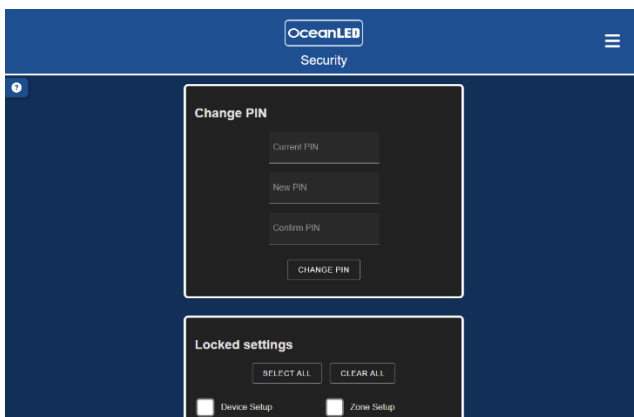 OceanLED
Security
?
Change PIN
Current PIN
New PIN
Confirm PIN
CHANGE PIN
Locked settings
SELECT ALL CLEAR ALL
Device Setup Zone Setup